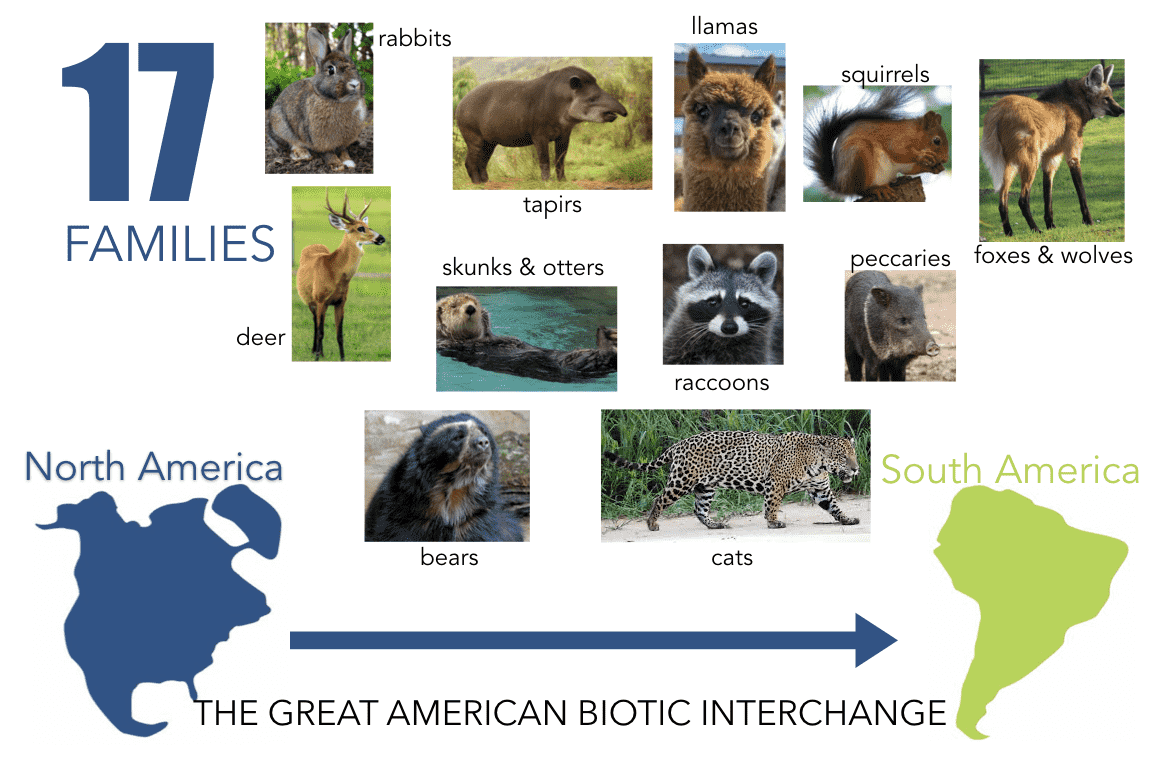 17
FAMILIES
rabbits
tapirs
llamas
squirrels
foxes & wolves
deer
skunks & otters
raccoons
peccaries
bears
cats
North America
South America
THE GREAT AMERICAN BIOTIC INTERCHANGE